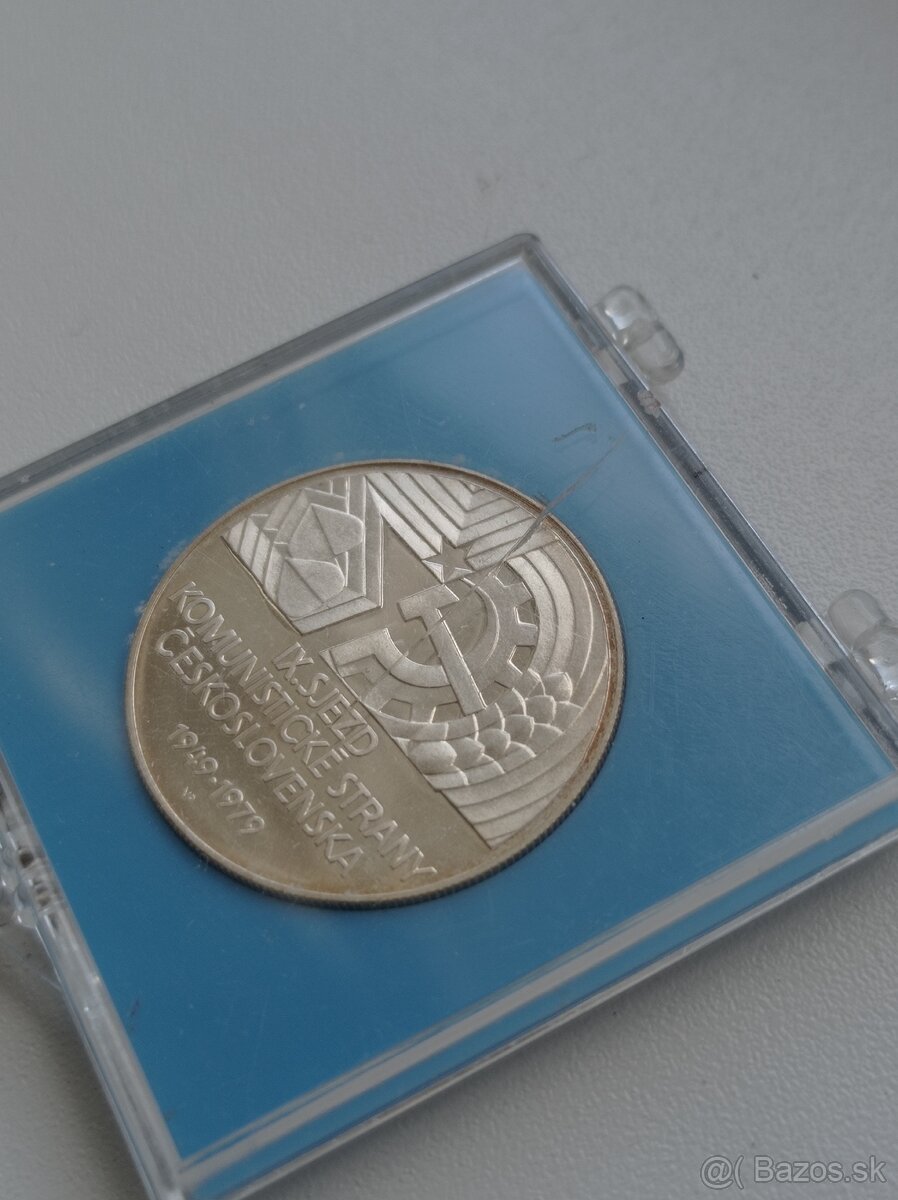 IX.SJEZD
KOMUNISTICKÉ STRANY
ČESKOSLOVENSKA
1949·1979
@( Bazos.sk